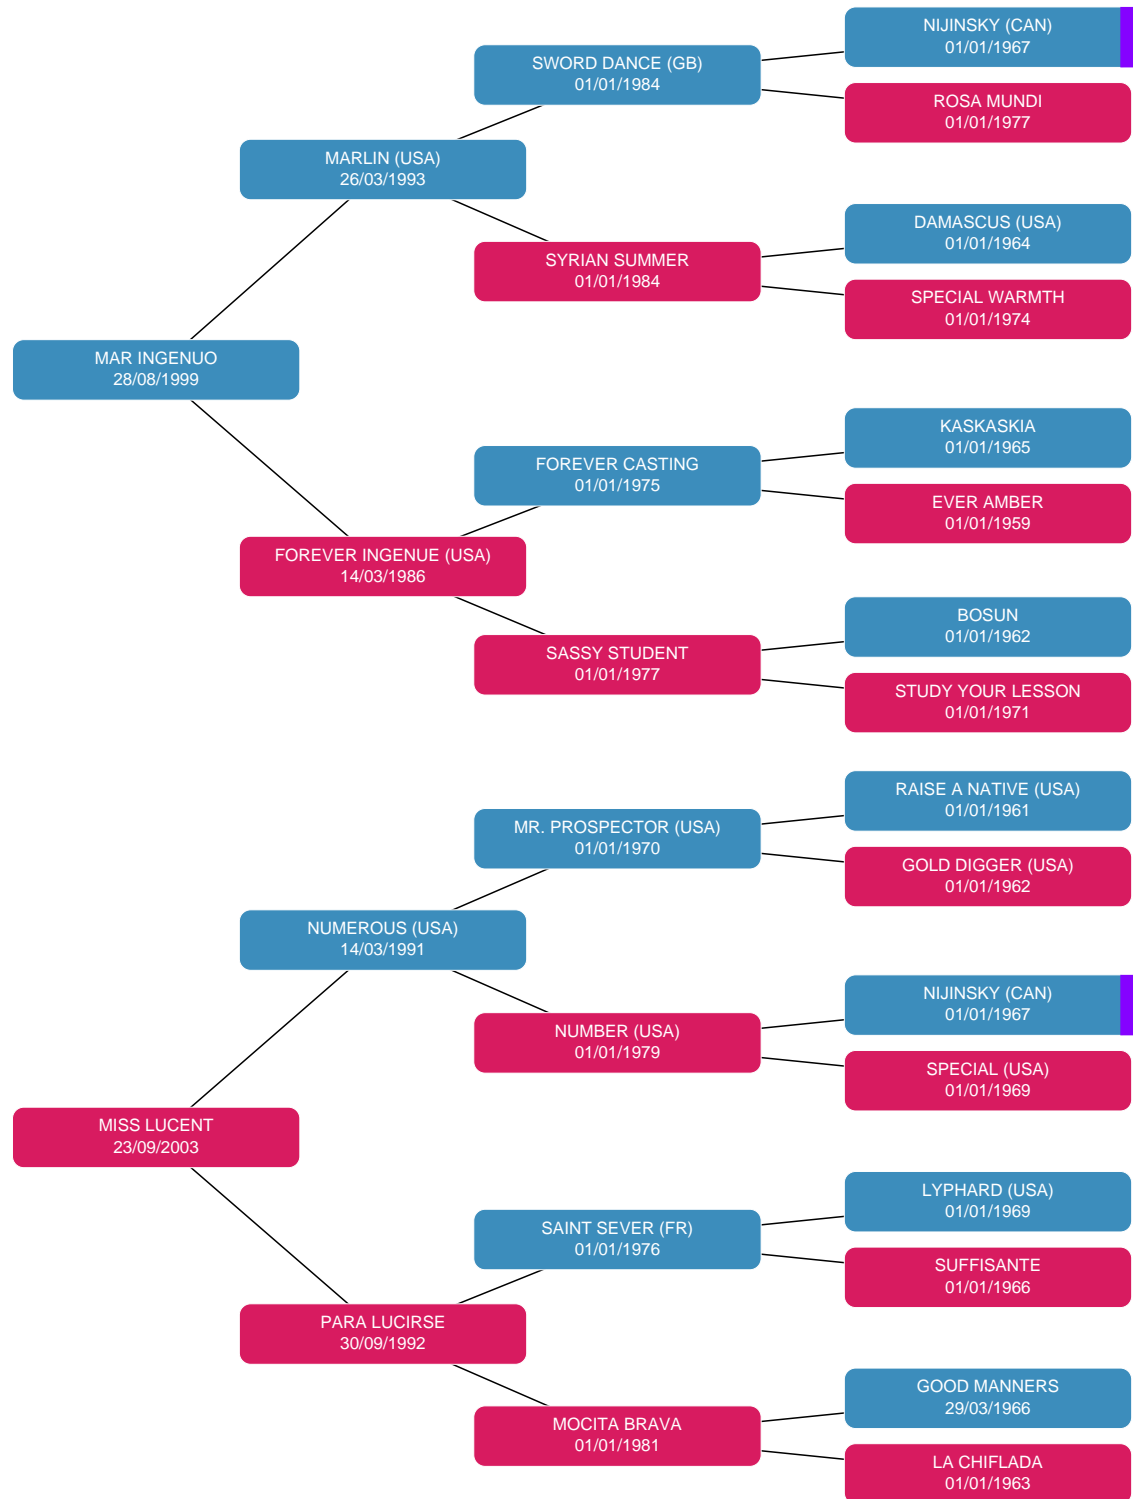 NIJINSKY (CAN)
01/01/1967
SWORD DANCE (GB)
01/01/1984
ROSA MUNDI
01/01/1977
MARLIN (USA)
26/03/1993
DAMASCUS (USA)
01/01/1964
SYRIAN SUMMER
01/01/1984
SPECIAL WARMTH
01/01/1974
MAR INGENUO
28/08/1999
KASKASKIA
01/01/1965
FOREVER CASTING
01/01/1975
EVER AMBER
01/01/1959
FOREVER INGENUE (USA)
14/03/1986
BOSUN
01/01/1962
SASSY STUDENT
01/01/1977
STUDY YOUR LESSON
01/01/1971
RAISE A NATIVE (USA)
01/01/1961
MR. PROSPECTOR (USA)
01/01/1970
GOLD DIGGER (USA)
01/01/1962
NUMEROUS (USA)
14/03/1991
NIJINSKY (CAN)
01/01/1967
NUMBER (USA)
01/01/1979
SPECIAL (USA)
01/01/1969
MISS LUCENT
23/09/2003
LYPHARD (USA)
01/01/1969
SAINT SEVER (FR)
01/01/1976
SUFFISANTE
01/01/1966
PARA LUCIRSE
30/09/1992
GOOD MANNERS
29/03/1966
MOCITA BRAVA
01/01/1981
LA CHIFLADA
01/01/1963